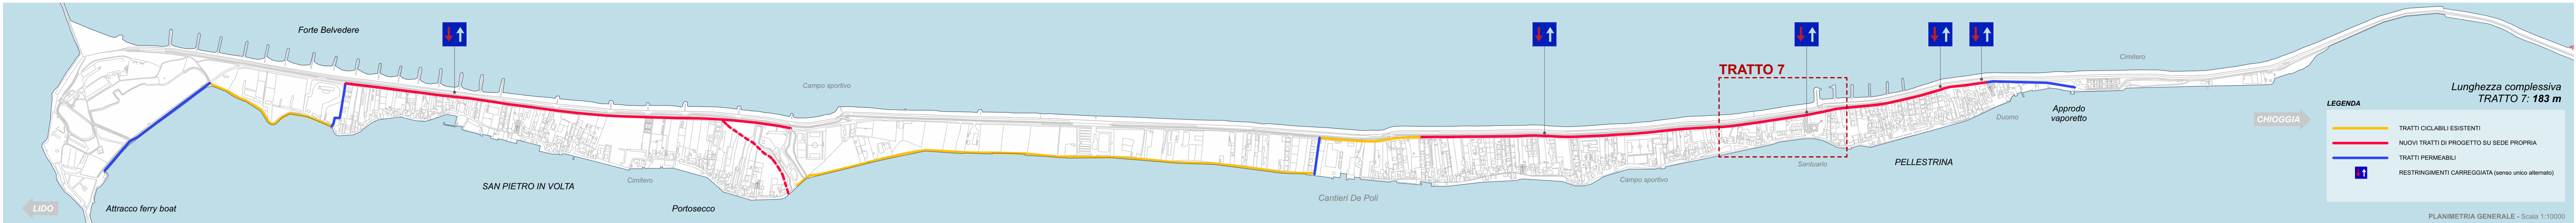 Forte Belvedere
Campo sportivo
TRATTO 7
Cimitero
Lunghezza complessiva
TRATTO 7: 183 m
LEGENDA
Approdo
vaporetto
Duomo
CHIOGGIA
TRATTI CICLABILI ESISTENTI
NUOVI TRATTI DI PROGETTO SU SEDE PROPRIA
TRATTI PERMEABILI
RESTRINGIMENTI CARREGGIATA (senso unico alternato)
PELLESTRINA
Santuario
Campo sportivo
Cimitero
SAN PIETRO IN VOLTA
Cantieri De Poli
LIDO
Attracco ferry boat
Portosecco
PLANIMETRIA GENERALE - Scala 1:10000